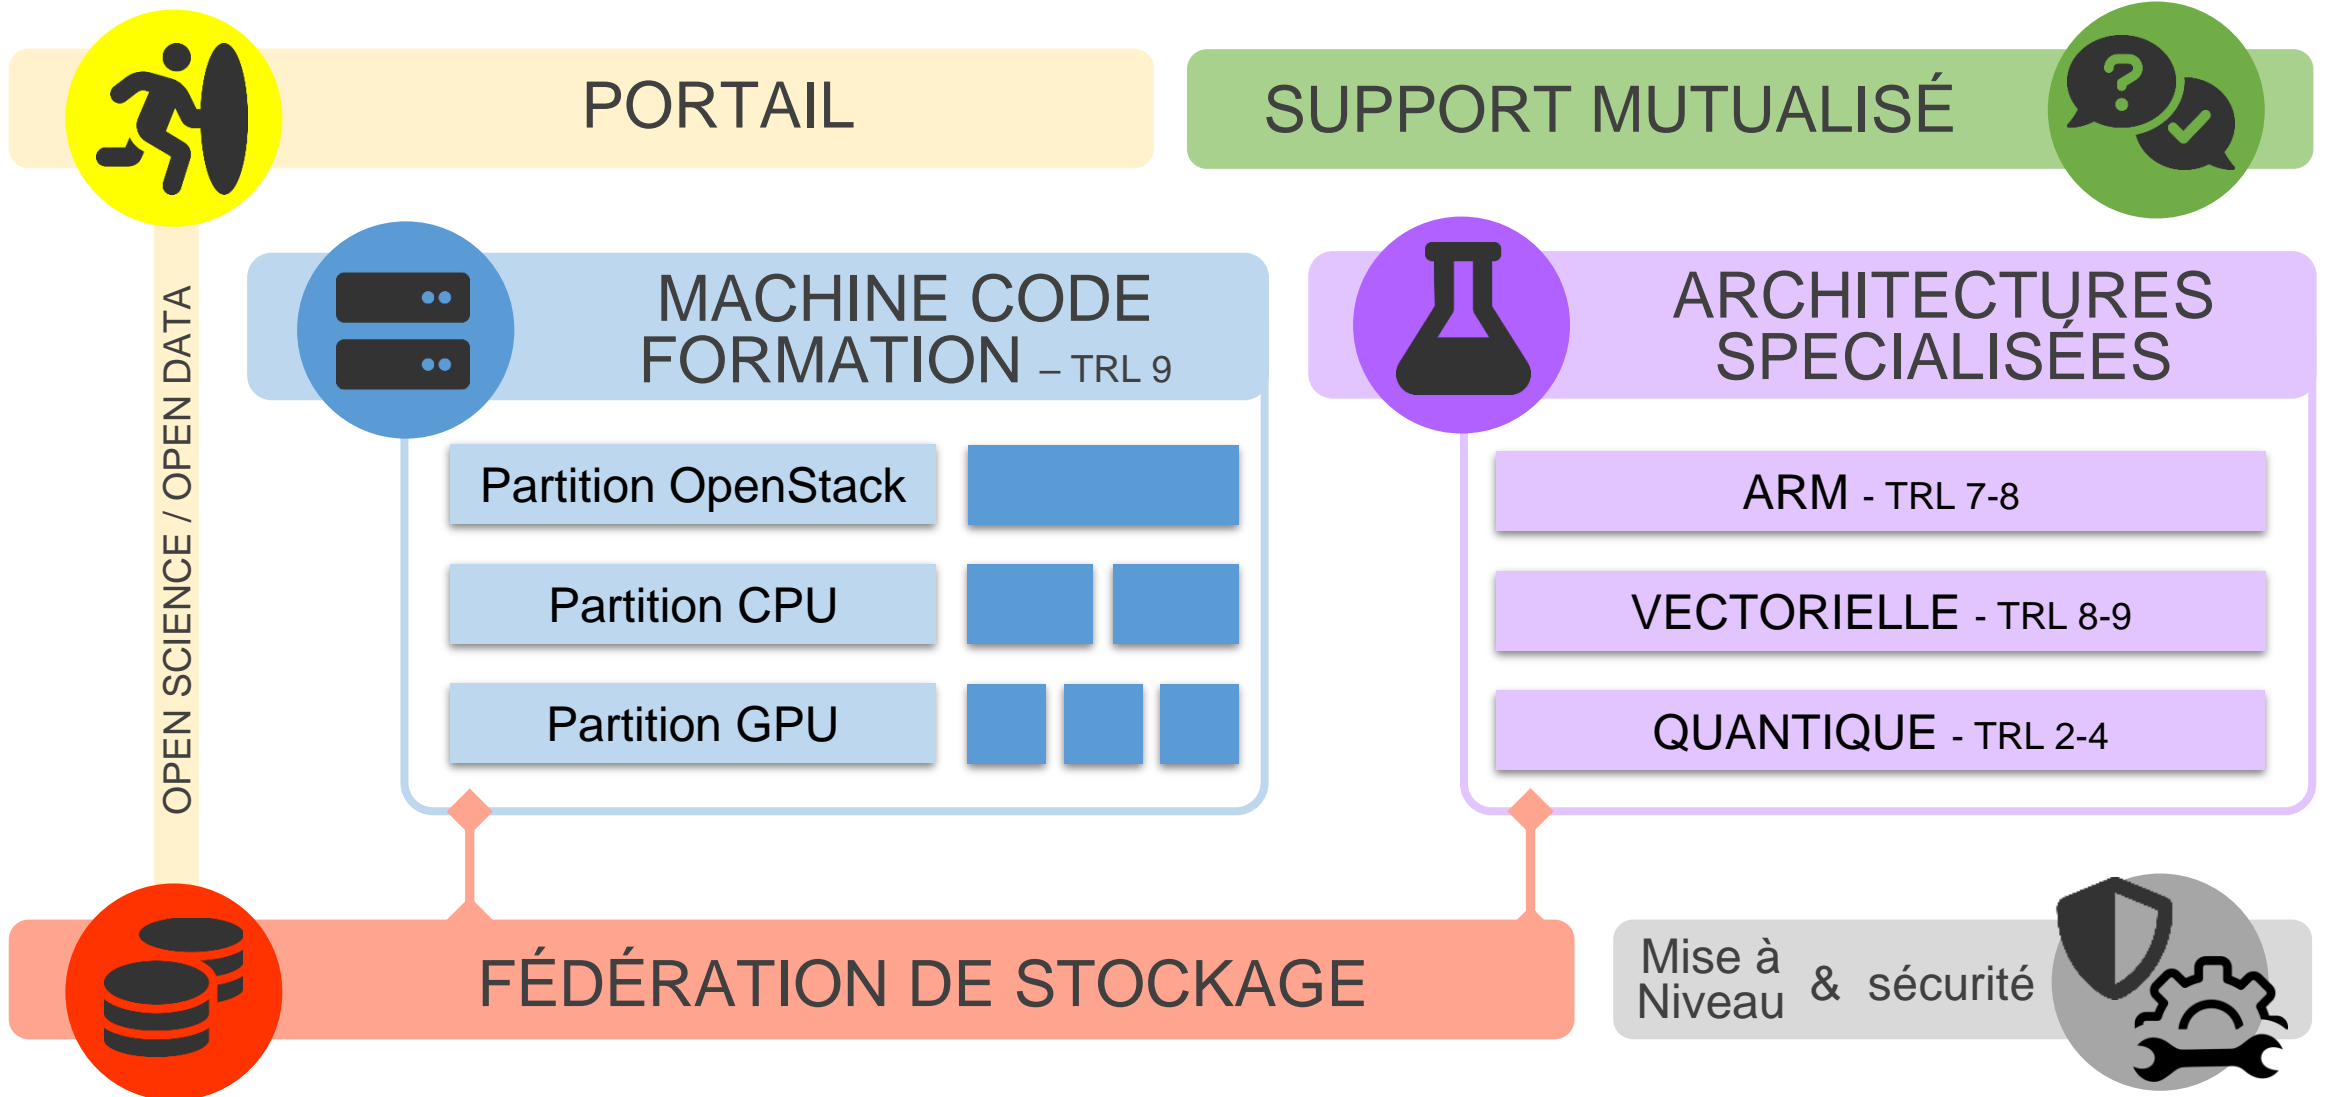 PORTAIL
SUPPORT MUTUALISÉ
OPEN SCIENCE / OPEN DATA
MACHINE CODE
FORMATION – TRL 9
Partition OpenStack
Partition CPU
Partition GPU
ARCHITECTURES
SPECIALISÉES
ARM - TRL 7-8
VECTORIELLE - TRL 8-9
QUANTIQUE - TRL 2-4
FÉDÉRATION DE STOCKAGE
Mise à
Niveau & sécurité